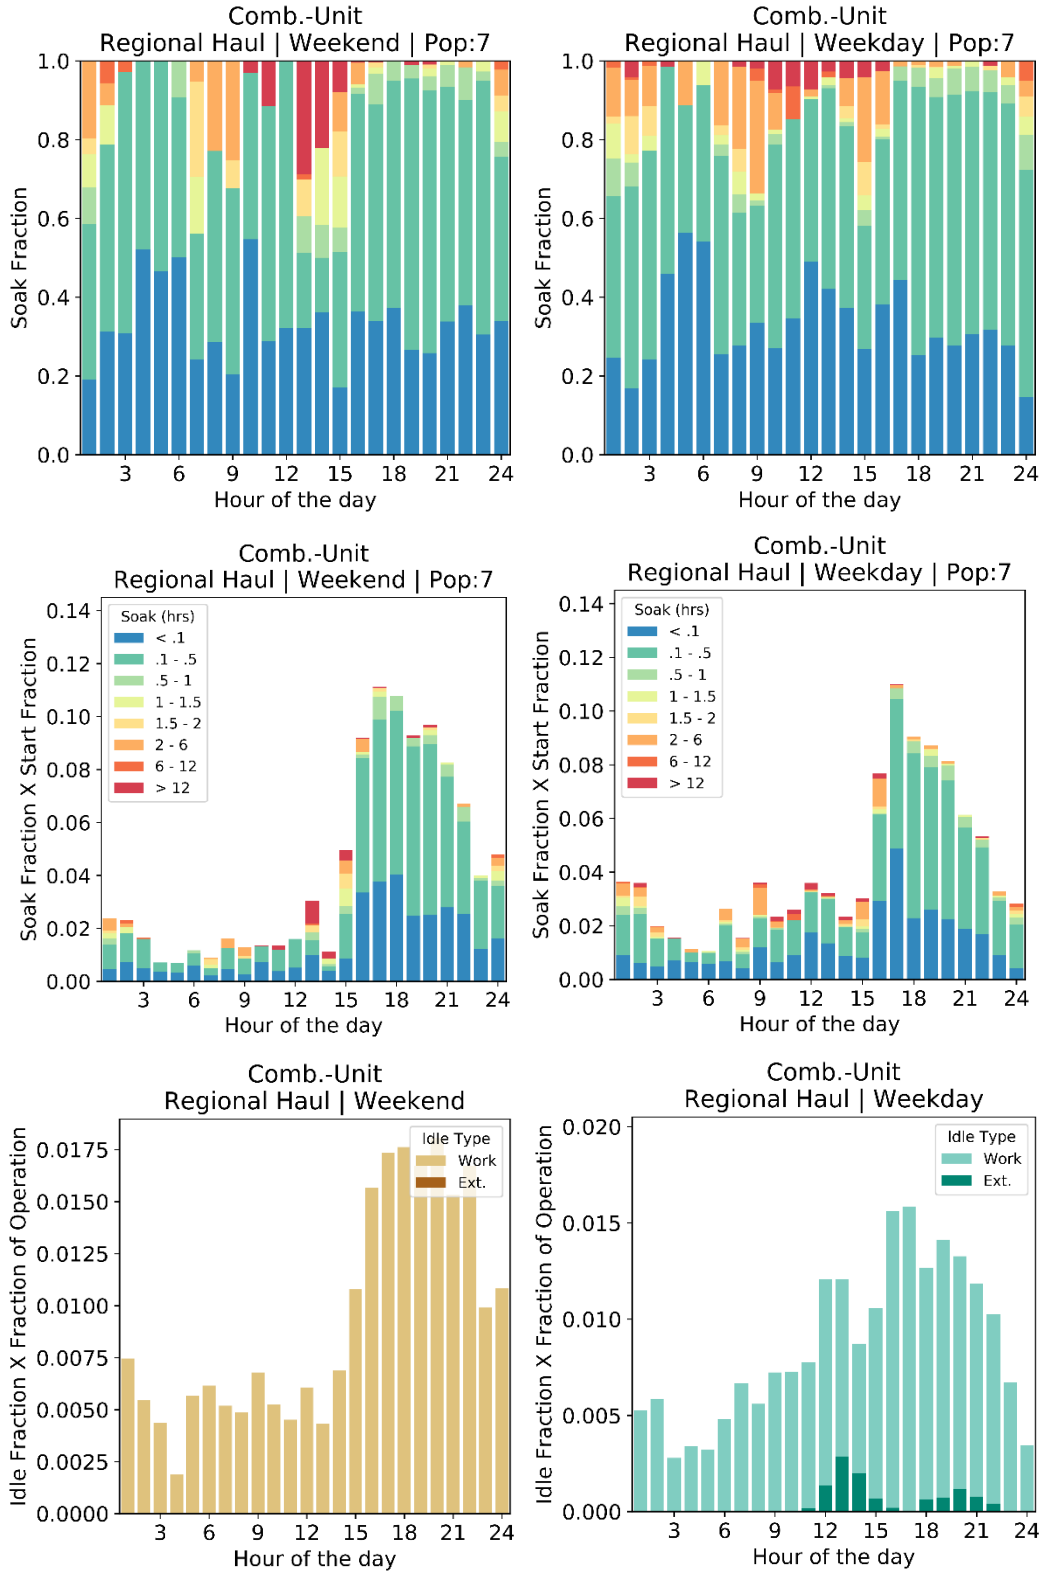 Comb.-Unit
Regional Haul | Weekend | Pop:7
Soak Fraction
1.0
0.8
0.6
0.4
0.2
0.0
3 6 9 12 15 18 21 24
Hour of the day
Comb.-Unit
Regional Haul | Weekday | Pop:7
Soak Fraction
1.0
0.8
0.6
0.4
0.2
0.0
3 6 9 12 15 18 21 24
Hour of the day
Comb.-Unit
Regional Haul | Weekend | Pop:7
Soak Fraction X Start Fraction
0.14
0.12
0.10
0.08
0.06
0.04
0.02
0.00
Soak (hrs)
< .1
.1 - .5
.5 - 1
1 - 1.5
1.5 - 2
2 - 6
6 - 12
> 12
3 6 9 12 15 18 21 24
Hour of the day
Comb.-Unit
Regional Haul | Weekday | Pop:7
Soak Fraction X Start Fraction
0.14
0.12
0.10
0.08
0.06
0.04
0.02
0.00
Soak (hrs)
< .1
.1 - .5
.5 - 1
1 - 1.5
1.5 - 2
2 - 6
6 - 12
> 12
3 6 9 12 15 18 21 24
Hour of the day
Comb.-Unit
Regional Haul | Weekend
Idle Fraction X Fraction of Operation
0.0175
0.0150
0.0125
0.0100
0.0075
0.0050
0.0025
0.0000
Idle Type
Work
Ext.
3 6 9 12 15 18 21 24
Hour of the day
Comb.-Unit
Regional Haul | Weekday
Idle Fraction X Fraction of Operation
0.020
0.015
0.010
0.005
0.000
Idle Type
Work
Ext.
3 6 9 12 15 18 21 24
Hour of the day